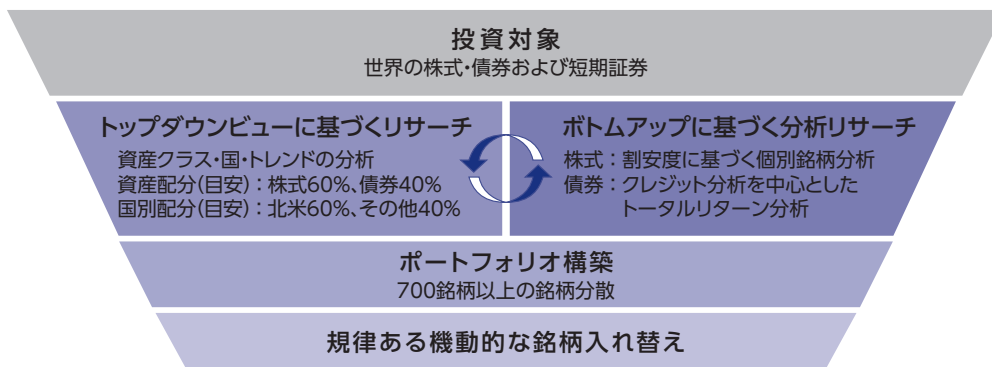 投資対象
世界の株式・債券および短期証券
トップダウンビューに基づくリサーチ
資産クラス・国・トレンドの分析
資産配分(目安)：株式60%、債券40%
国別配分(目安)：北米60%、その他40%
ボトムアップに基づく分析リサーチ
株式：割安度に基づく個別銘柄分析
債券：クレジット分析を中心とした
トータルリターン分析
ポートフォリオ構築
700銘柄以上の銘柄分散
規律ある機動的な銘柄入れ替え